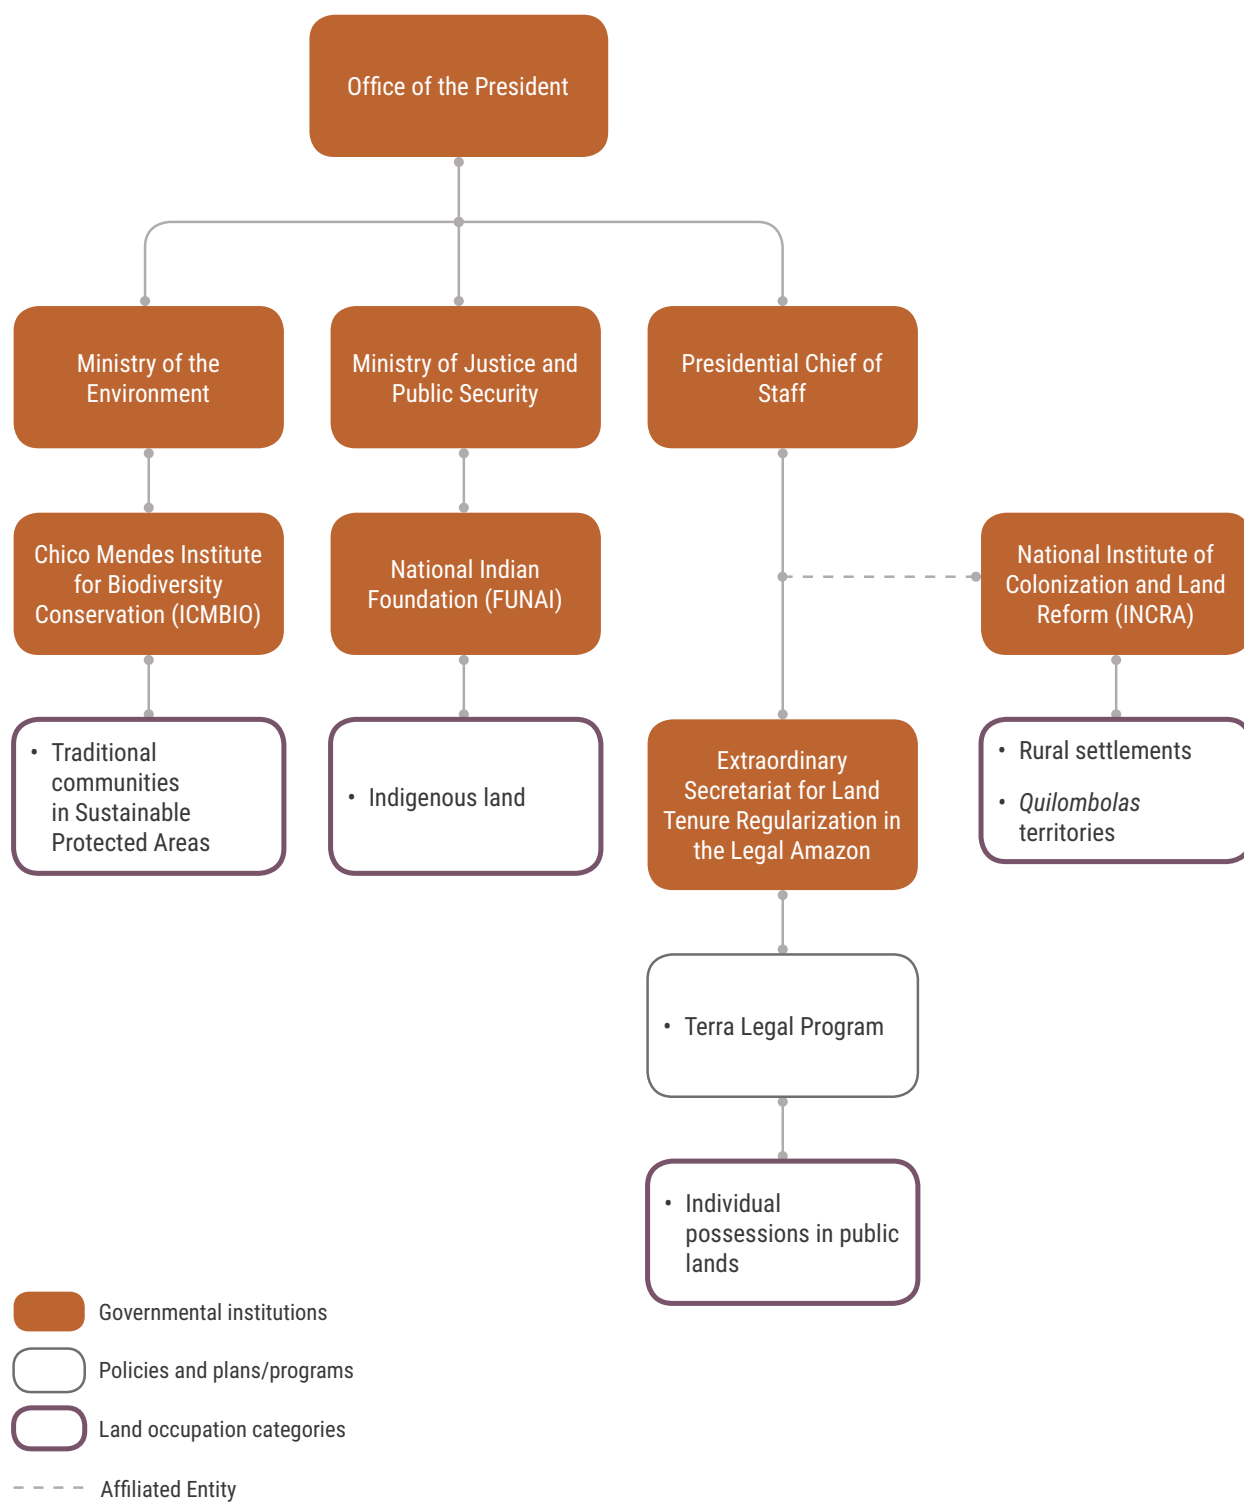 Office of the President
Ministry of the
Environment
Ministry of Justice and
Public Security
Presidential Chief of
Staff
Chico Mendes Institute
for Biodiversity
Conservation (ICMBIO)
National Indian
Foundation (FUNAI)
National Institute of
Colonization and Land
Reform (INCRA)
• Traditional
communities
in Sustainable
Protected Areas
• Indigenous land
Extraordinary
Secretariat for Land
Tenure Regularization in
the Legal Amazon
• Rural settlements
• Quilombolas
territories
• Terra Legal Program
• Individual
possessions in public
lands
Governmental institutions
Policies and plans/programs
Land occupation categories
Affiliated Entity